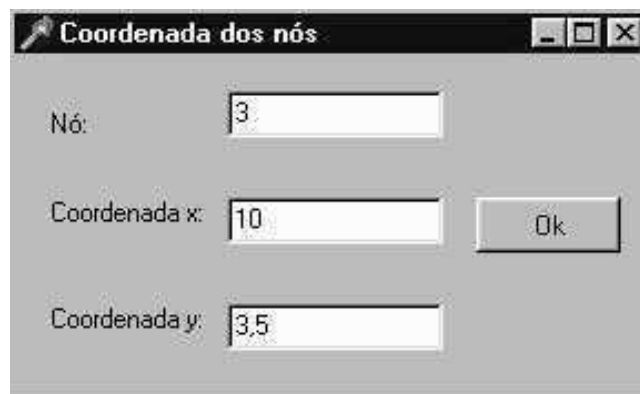 Coordenada dos nós
Nó: 3
Coordenada x: 10
Ok
Coordenada y: 3,5